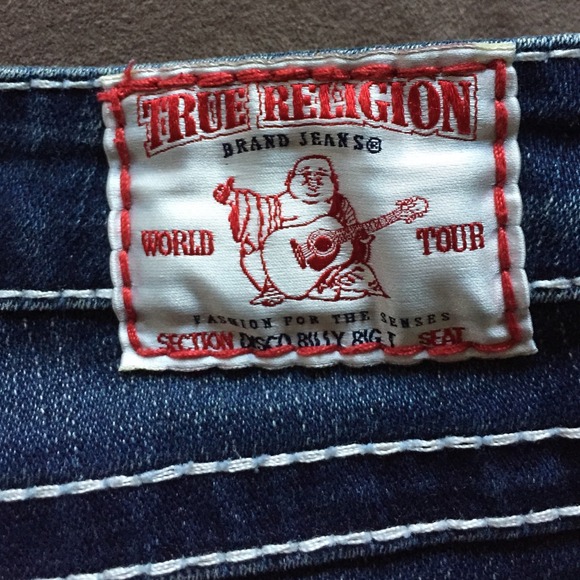 TRUE RELIGION
BRAND JEANS®
WORLD TOUR
FASHION FOR THE SENSES
SECTION DISCO BILLY BIG T SEAT